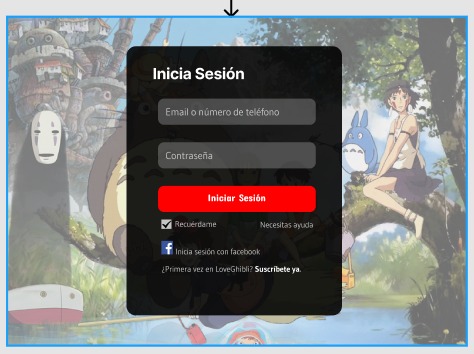 Inicia Sesión
Email o número de teléfono
Contraseña
Iniciar Sesión
Recuérdame Necesitas ayuda
Inicia sesión con facebook
¿Primera vez en LoveGhibli? Suscríbete ya.